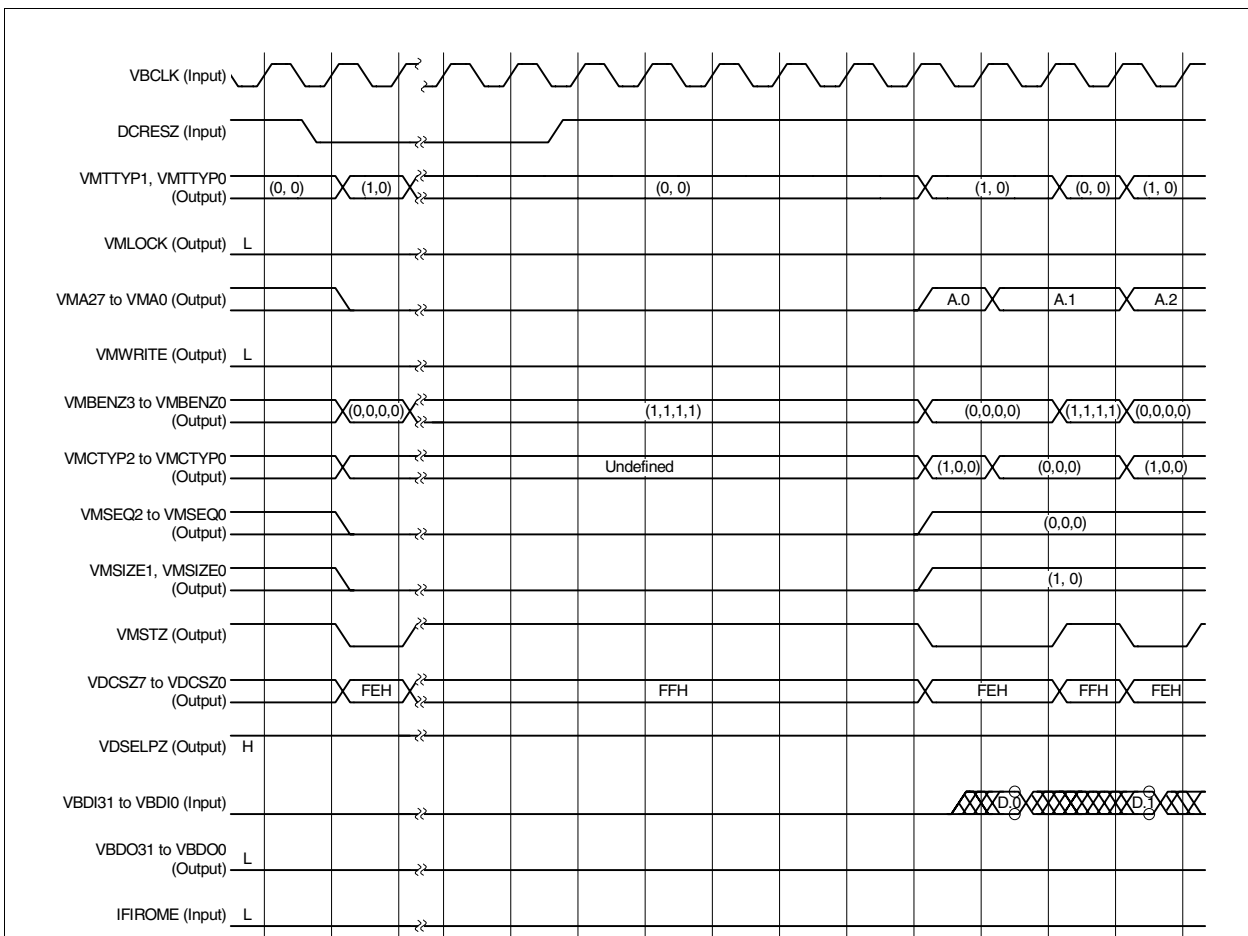 VBCLK (Input)
DCRESZ (Input)
VMTTYP1, VMTTYP0
(Output)
(0, 0)
(1,0)
(0, 0)
(1, 0)
(0, 0)
(1, 0)
VMLOCK (Output) L
VMA27 to VMA0 (Output)
A.0
A.1
A.2
VMWRITE (Output) L
VMBENZ3 to VMBENZ0
(Output)
(0,0,0,0)
(1,1,1,1)
(0,0,0,0)
(1,1,1,1)
(0,0,0,0)
VMCTYP2 to VMCTYP0
(Output)
Undefined
(1,0,0)
(0,0,0)
(1,0,0)
VMSEQ2 to VMSEQ0
(Output)
(0,0,0)
VMSIZE1, VMSIZE0
(Output)
(1, 0)
VMSTZ (Output)
VDCSZ7 to VDCSZ0
(Output)
FEH
FFH
FEH
FFH
FEH
VDSELPZ (Output) H
VBDI31 to VBDI0 (Input)
D.0
D.1
VBDO31 to VBDO0
(Output)
L
IFIROME (Input) L